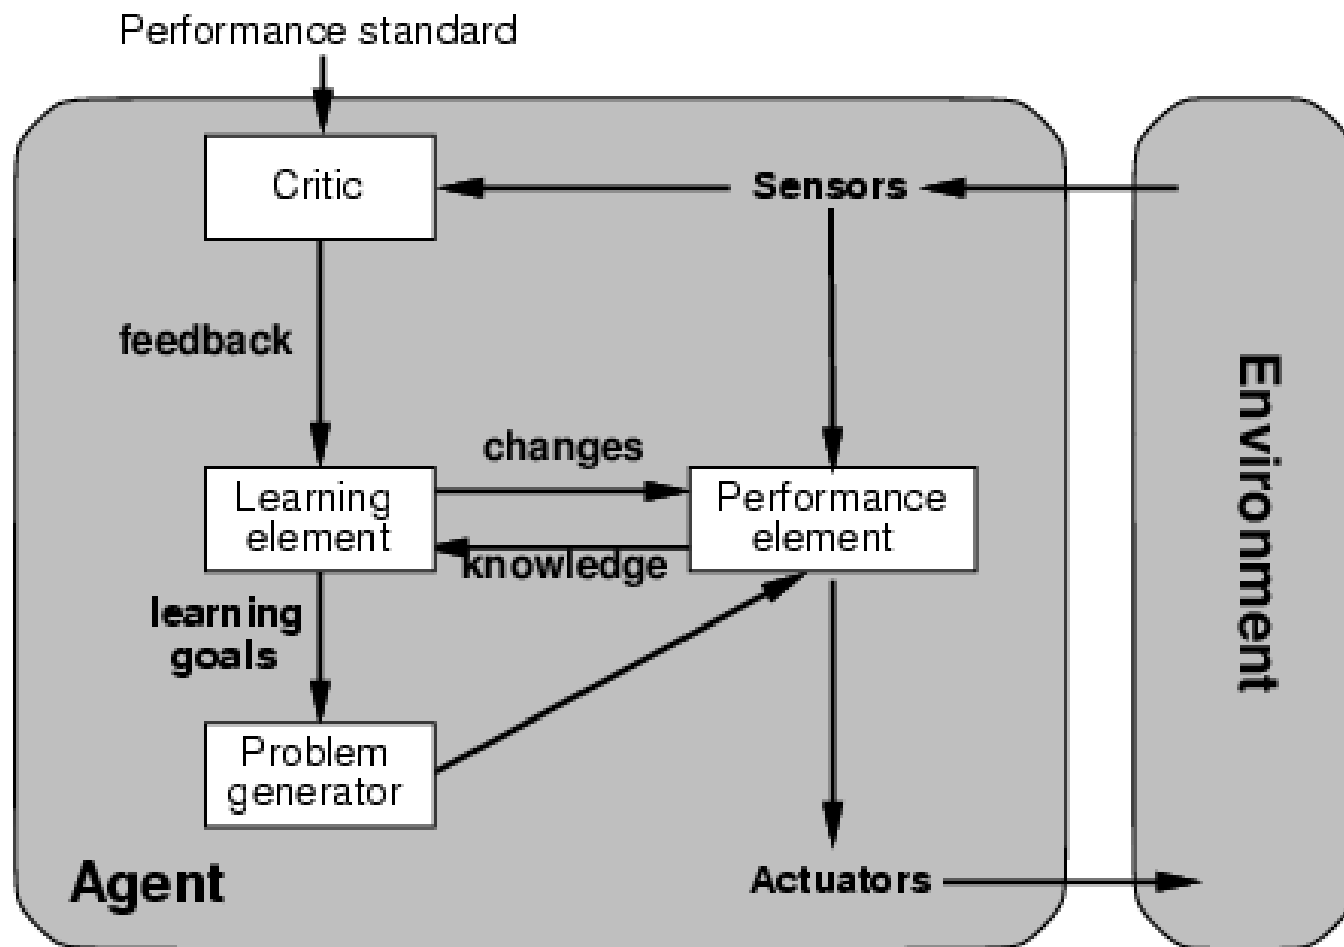 Performance standard
Critic
Sensors
feedback
changes
Learning
element
Performance
element
knowledge
learning
goals
Problem
generator
Agent
Actuators
Environment